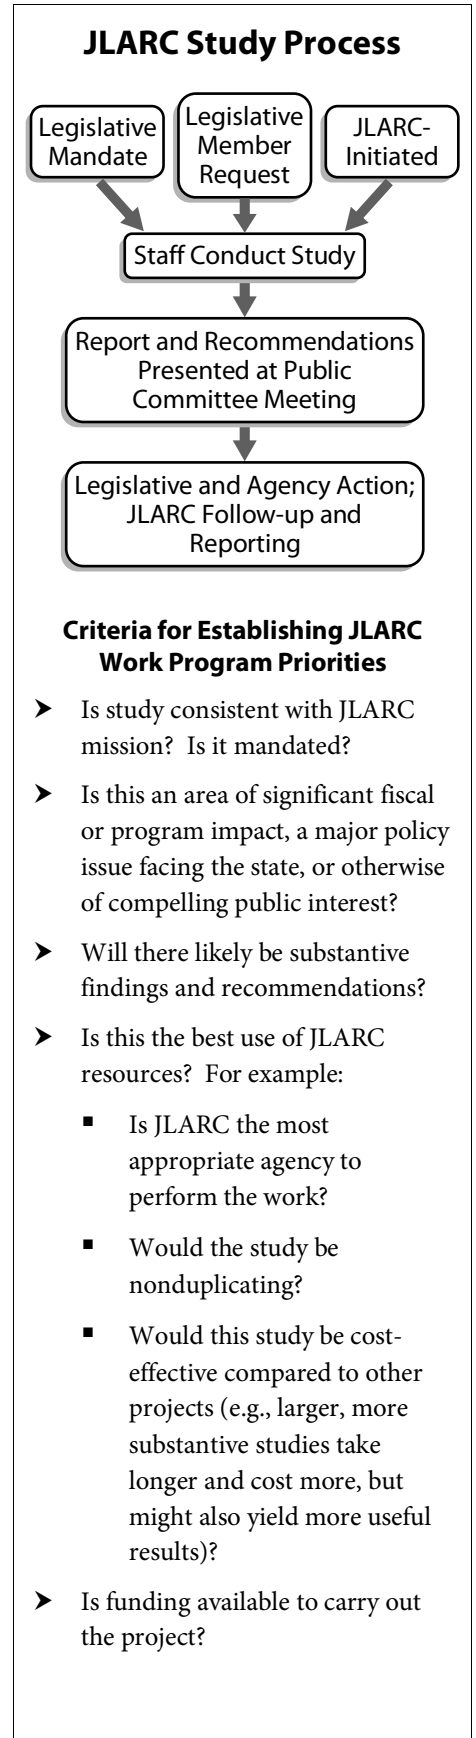 JLARC Study Process
Legislative
Mandate
Legislative
Member
Request
JLARC-
Initiated
Staff Conduct Study
Report and Recommendations
Presented at Public
Committee Meeting
Legislative and Agency Action;
JLARC Follow-up and
Reporting
Criteria for Establishing JLARC
Work Program Priorities
➤ Is study consistent with JLARC
mission?  Is it mandated?
➤ Is this an area of significant fiscal
or program impact, a major policy
issue facing the state, or otherwise
of compelling public interest?
➤ Will there likely be substantive
findings and recommendations?
➤ Is this the best use of JLARC
resources?  For example:
▪ Is JLARC the most
appropriate agency to
perform the work?
▪ Would the study be
nonduplicating?
▪ Would this study be cost-
effective compared to other
projects (e.g., larger, more
substantive studies take
longer and cost more, but
might also yield more useful
results)?
➤ Is funding available to carry out
the project?